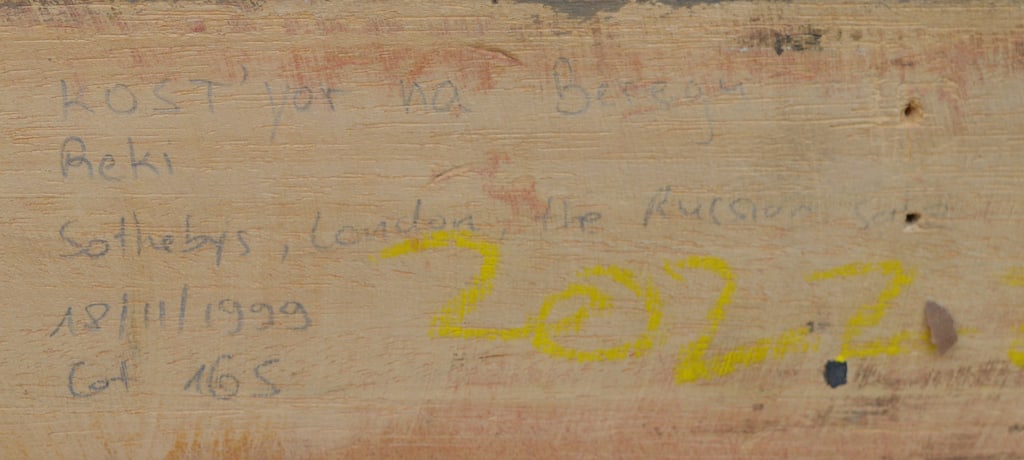 KOST'yor na Beregu
Reki
Sothebys, London, the Russian sale
18/11/1999
Lot 165
2022.